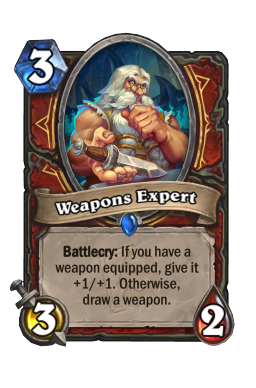 3
Weapons Expert
Battlecry: If you have a
weapon equipped, give it
+1/+1. Otherwise,
draw a weapon.
3
2